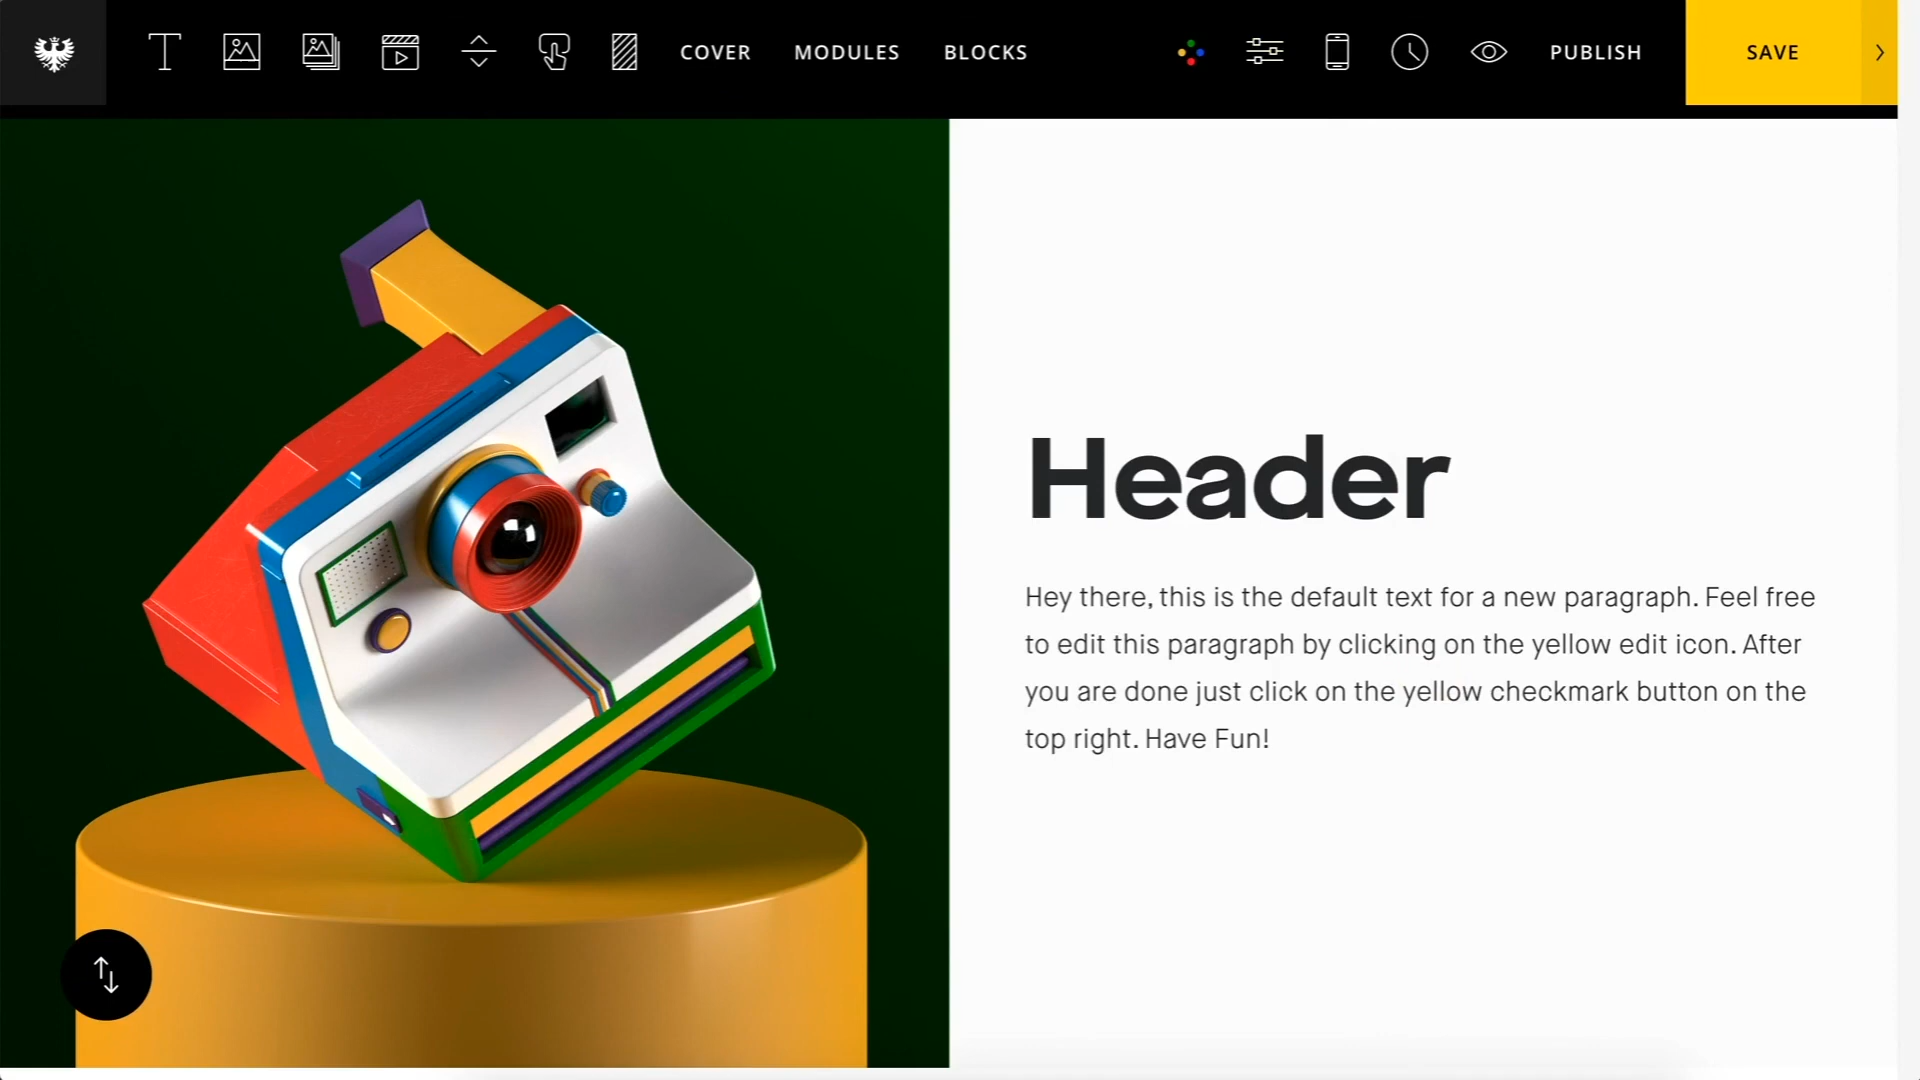 COVER MODULES BLOCKS PUBLISH SAVE
Header
Hey there, this is the default text for a new paragraph. Feel free
to edit this paragraph by clicking on the yellow edit icon. After
you are done just click on the yellow checkmark button on the
top right. Have Fun!